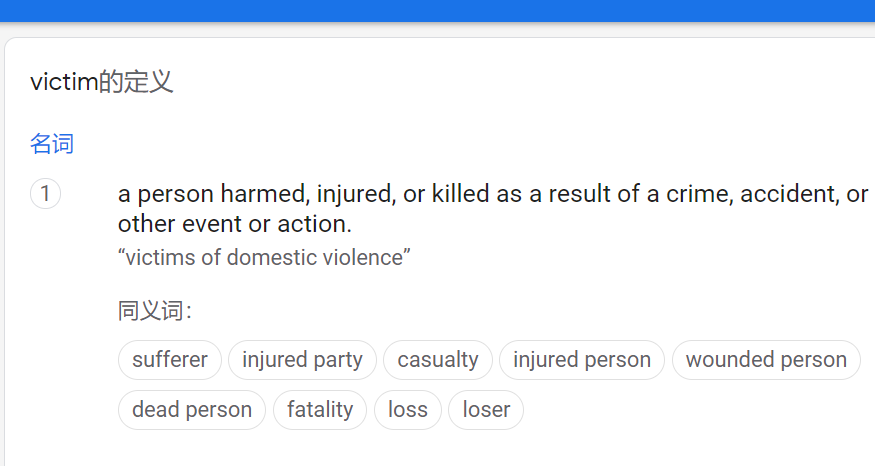 victim的定义
名词
1
a person harmed, injured, or killed as a result of a crime, accident, or
other event or action.
“victims of domestic violence”
同义词：
sufferer injured party casualty injured person wounded person
dead person fatality loss loser